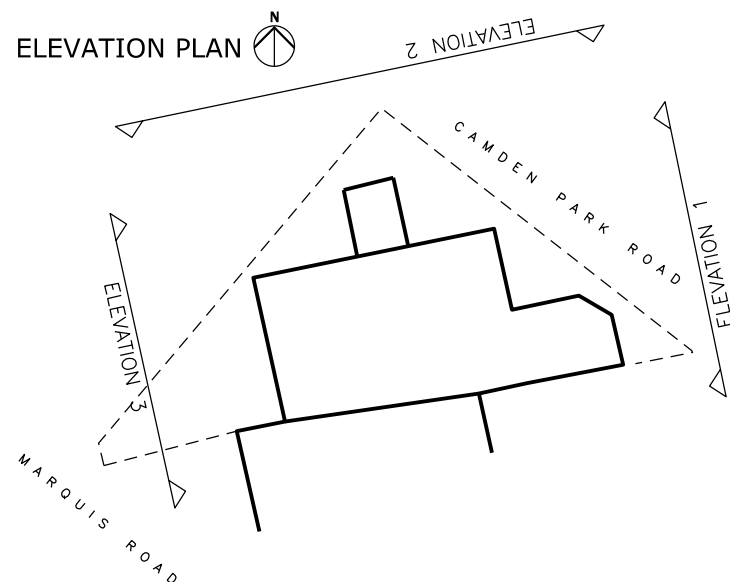 N
ELEVATION PLAN
ELEVATION 2
CAMDEN PARK ROAD
ELEVATION 1
ELEVATION 3
MARQUIS ROAD